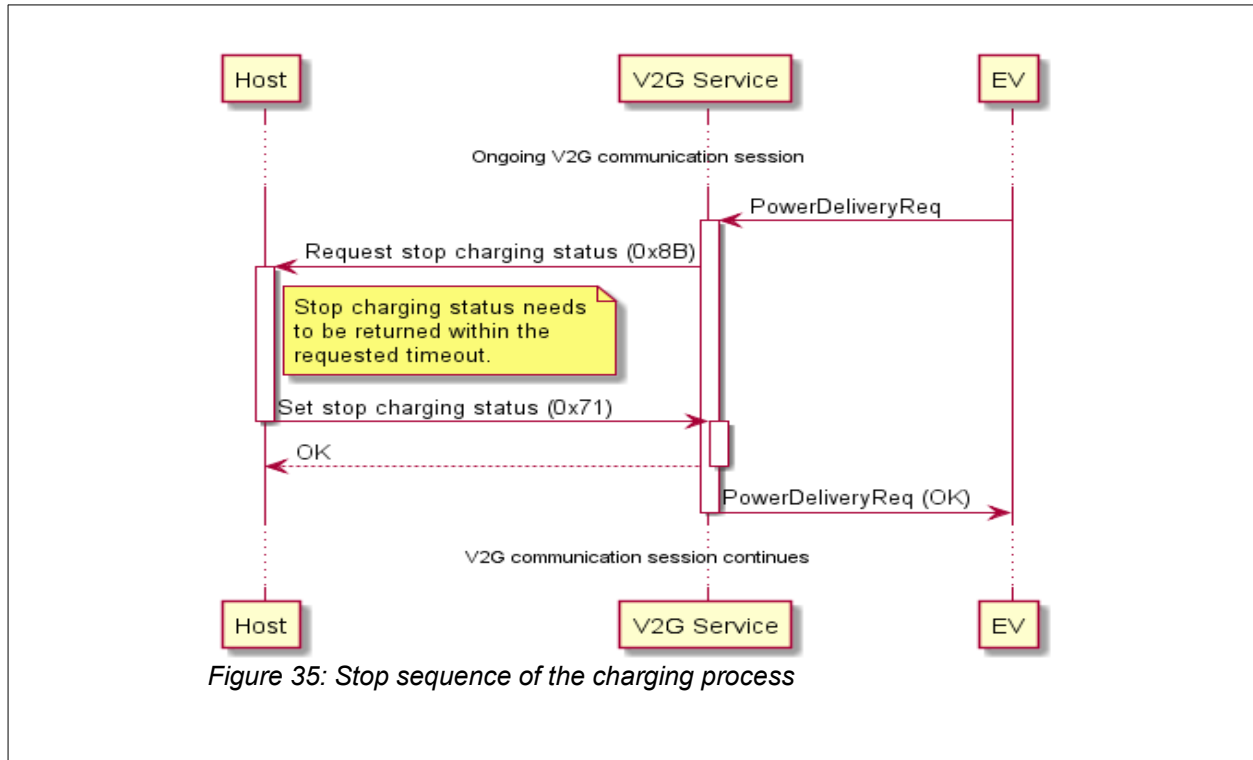 Host
V2G Service
EV
Ongoing V2G communication session
PowerDeliveryReq
Request stop charging status (0x8B)
Stop charging status needs
to be returned within the
requested timeout.
Set stop charging status (0x71)
OK
PowerDeliveryReq (OK)
V2G communication session continues
Host
V2G Service
EV
Figure 35: Stop sequence of the charging process